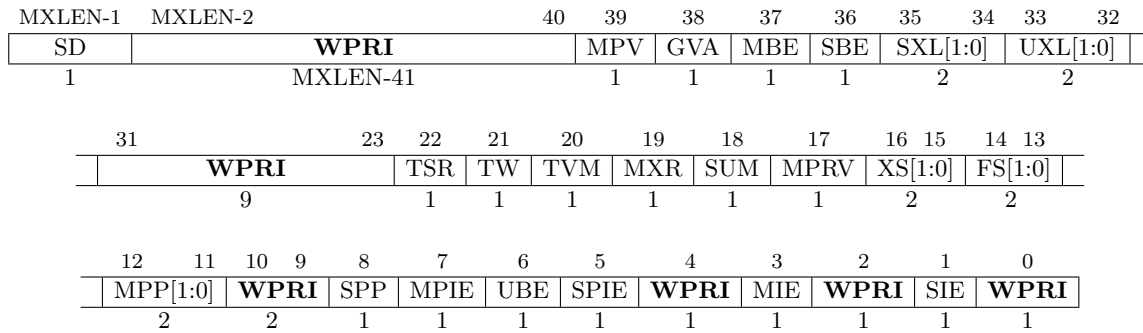 MXLEN-1 MXLEN-2 40 39 38 37 36 35 34 33 32
SD WPRI MPV GVA MBE SBE SXL[1:0] UXL[1:0]
1 MXLEN-41 1 1 1 1 2 2
31 23 22 21 20 19 18 17 16 15 14 13
WPRI TSR TW TVM MXR SUM MPRV XS[1:0] FS[1:0]
9 1 1 1 1 1 1 2 2
12 11 10 9 8 7 6 5 4 3 2 1 0
MPP[1:0] WPRI SPP MPIE UBE SPIE WPRI MIE WPRI SIE WPRI
2 2 1 1 1 1 1 1 1 1 1